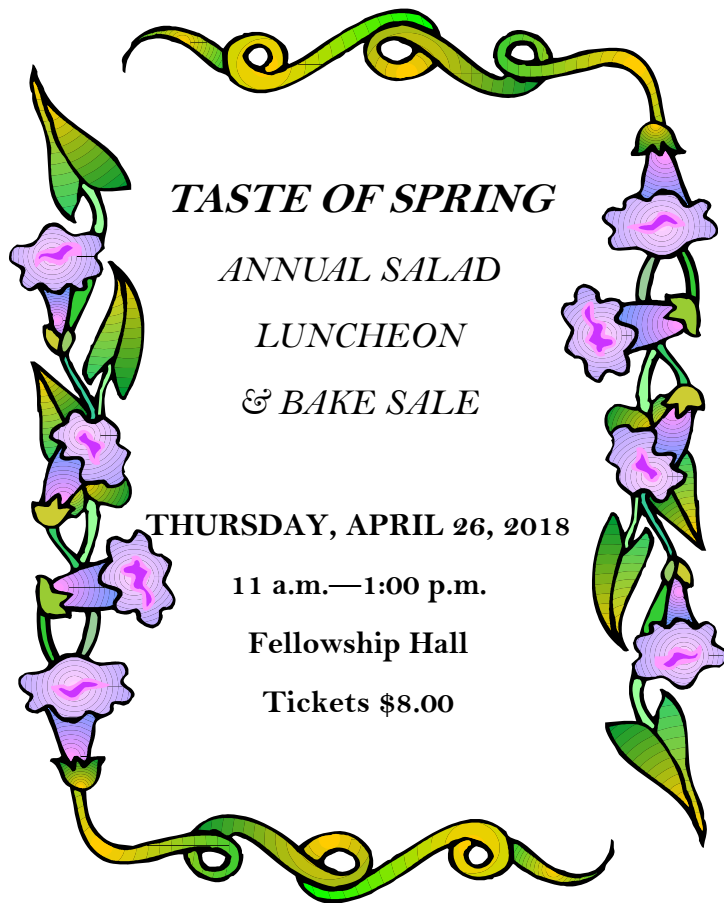 TASTE OF SPRING
ANNUAL SALAD
LUNCHEON
& BAKE SALE
THURSDAY, APRIL 26, 2018
11 a.m.—1:00 p.m.
Fellowship Hall
Tickets $8.00